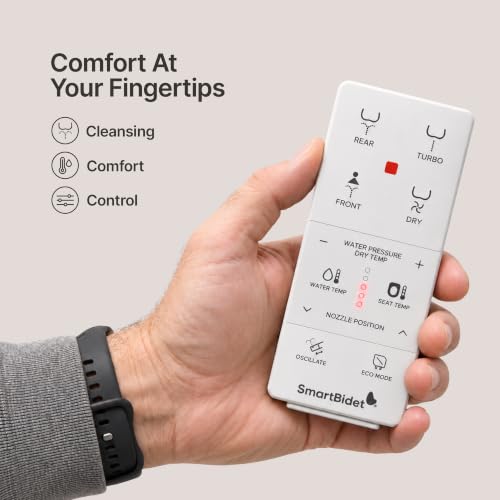 Comfort At
Your Fingertips
Cleansing
Comfort
Control
REAR
TURBO
FRONT
DRY
− WATER PRESSURE +
DRY TEMP
WATER TEMP
SEAT TEMP
NOZZLE POSITION
OSCILLATE
ECO MODE
SmartBidet